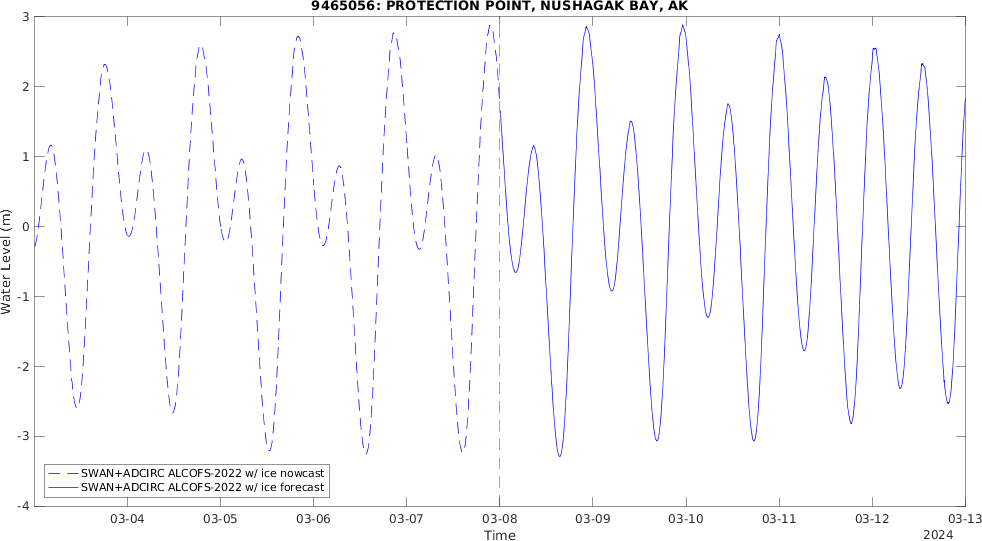 9465056: PROTECTION POINT, NUSHAGAK BAY, AK
3
2
1
0
-1
-2
-3
-4
Water Level (m)
SWAN+ADCIRC ALCOFS-2022 w/ ice nowcast
SWAN+ADCIRC ALCOFS-2022 w/ ice forecast
03-04 03-05 03-06 03-07 03-08 03-09 03-10 03-11 03-12 03-13
Time
2024